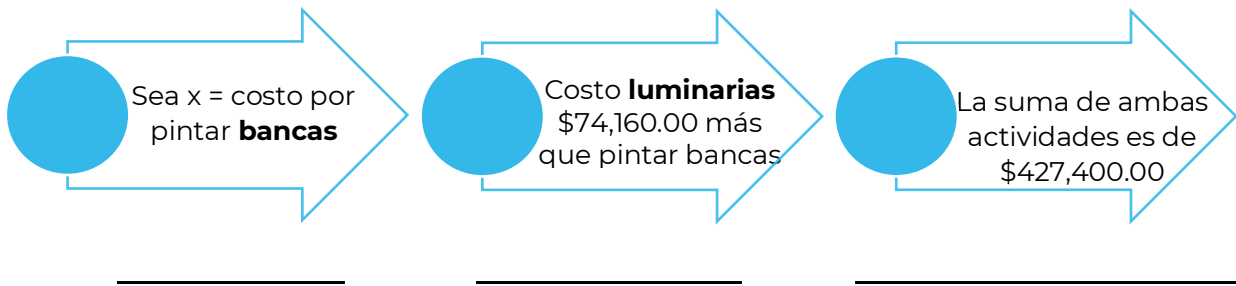 Sea x = costo por
pintar bancas
Costo luminarias
$74,160.00 más
que pintar bancas
La suma de ambas
actividades es de
$427,400.00